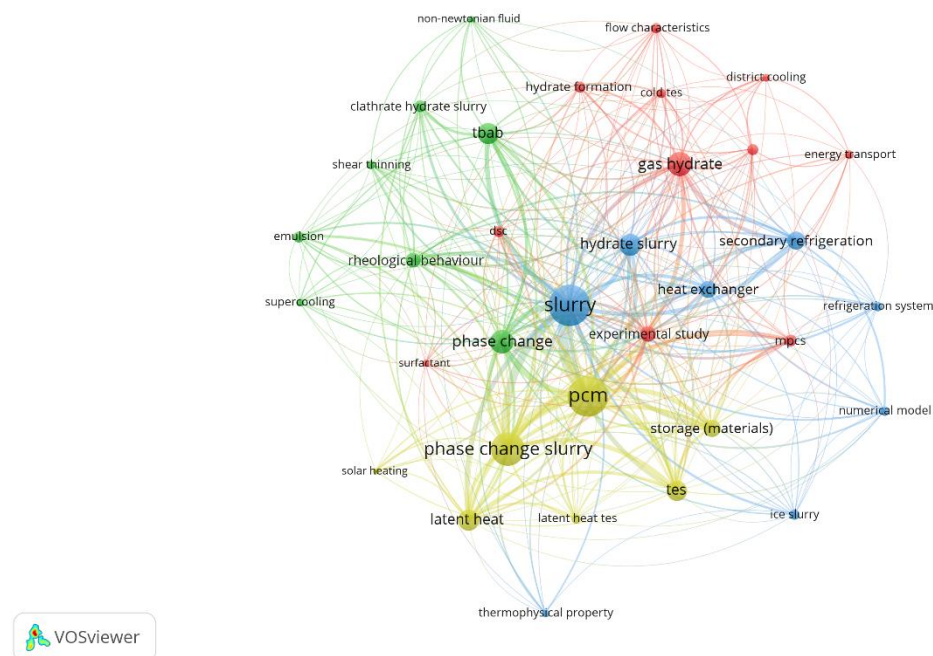 non-newtonian fluid
flow characteristics
district cooling
hydrate formation
cold tes
clathrate hydrate slurry
tbab
energy transport
shear thinning
gas hydrate
dsc
emulsion
hydrate slurry
secondary refrigeration
rheological behaviour
heat exchanger
supercooling
slurry
refrigeration system
experimental study
phase change
mpcs
surfactant
pcm
numerical model
storage (materials)
phase change slurry
solar heating
tes
latent heat
latent heat tes
ice slurry
thermophysical property
VOSviewer